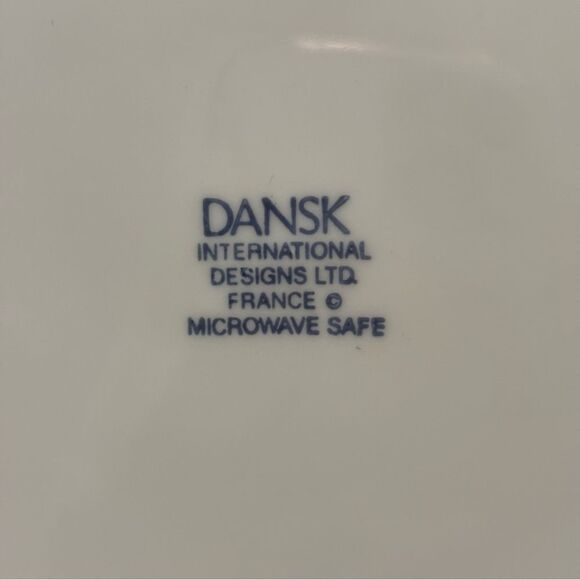 DANSK
INTERNATIONAL
DESIGNS LTD.
FRANCE ©
MICROWAVE SAFE